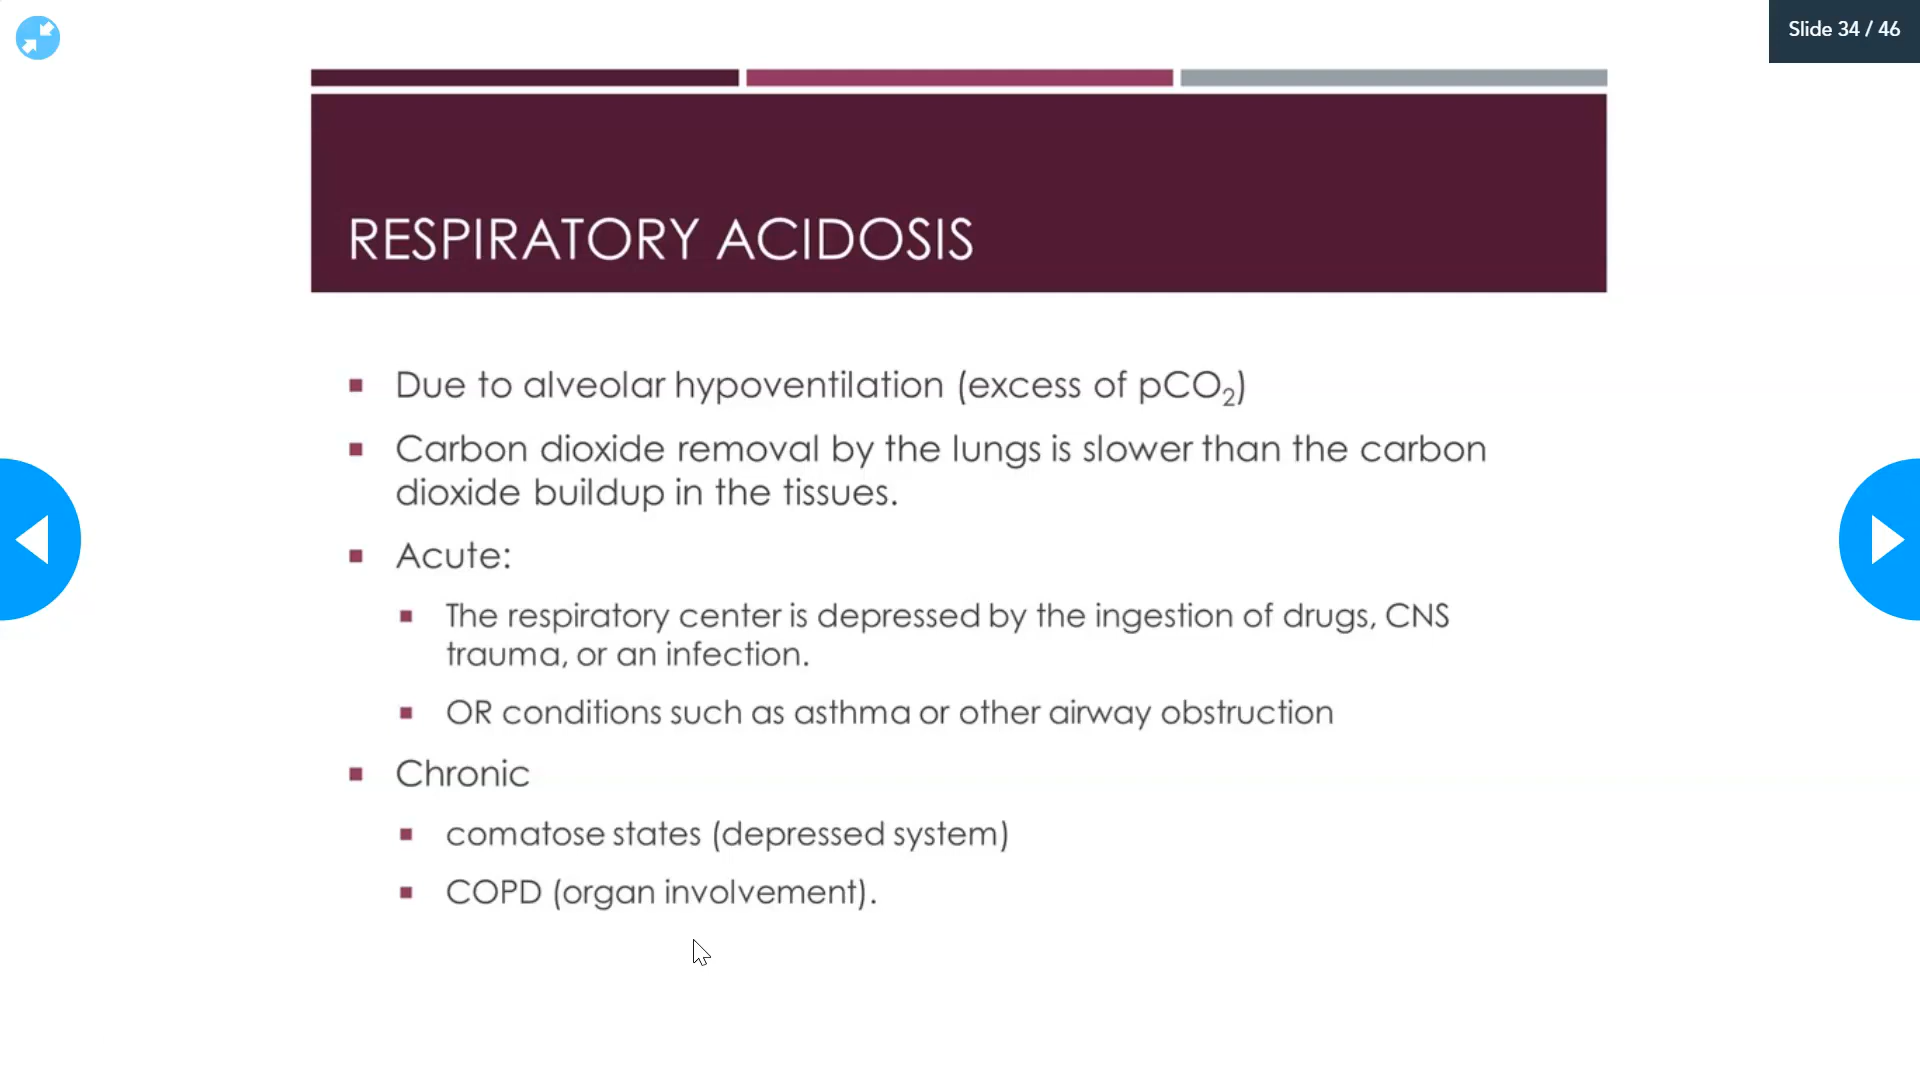 Slide 34 / 46
RESPIRATORY ACIDOSIS
Due to alveolar hypoventilation (excess of pCO₂)
Carbon dioxide removal by the lungs is slower than the carbon
dioxide buildup in the tissues.
Acute:
The respiratory center is depressed by the ingestion of drugs, CNS
trauma, or an infection.
OR conditions such as asthma or other airway obstruction
Chronic
comatose states (depressed system)
COPD (organ involvement).